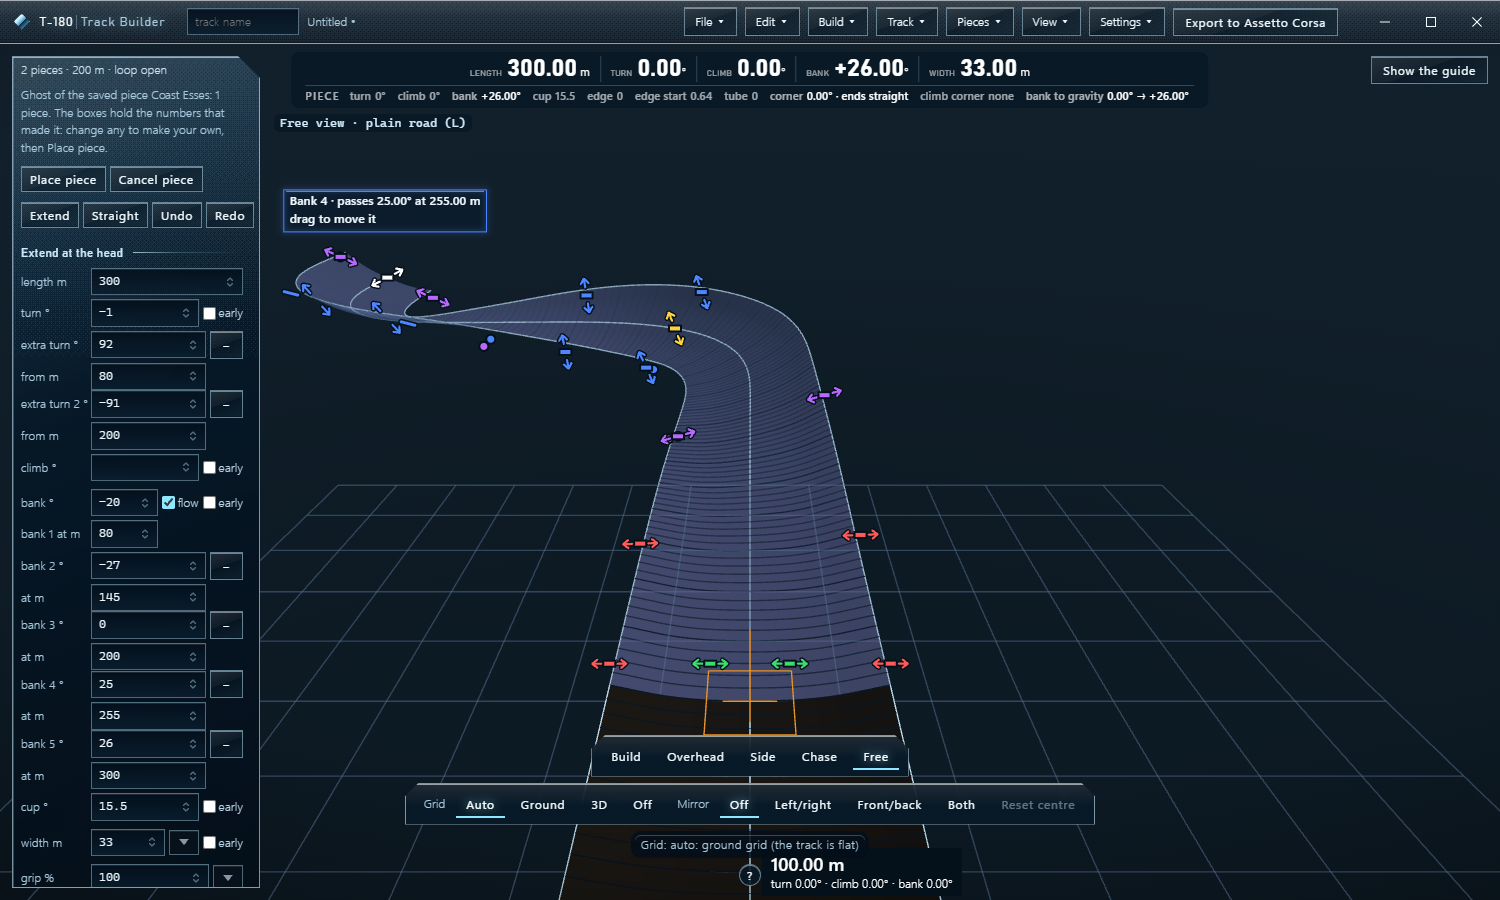 T-180 Track Builder
track name
Untitled •
File
Edit
Build
Track
Pieces
View
Settings
Export to Assetto Corsa
2 pieces · 200 m · loop open
Ghost of the saved piece Coast Esses: 1
piece. The boxes hold the numbers that
made it: change any to make your own,
then Place piece.
Place piece
Cancel piece
Extend
Straight
Undo
Redo
Extend at the head
length m 300
turn ° −1 early
extra turn ° 92 −
from m 80
extra turn 2 ° −91 −
from m 200
climb ° early
bank ° −20 flow early
bank 1 at m 80
bank 2 ° −27 −
at m 145
bank 3 ° 0 −
at m 200
bank 4 ° 25 −
at m 255
bank 5 ° 26 −
at m 300
cup ° 15.5 early
width m 33 early
grip % 100
LENGTH 300.00 m TURN 0.00° CLIMB 0.00° BANK +26.00° WIDTH 33.00 m
PIECE turn 0° climb 0° bank +26.00° cup 15.5 edge 0 edge start 0.64 tube 0 corner 0.00° · ends straight climb corner none bank to gravity 0.00° → +26.00°
Show the guide
Free view · plain road (L)
Bank 4 · passes 25.00° at 255.00 m
drag to move it
Build
Overhead
Side
Chase
Free
Grid Auto Ground 3D Off Mirror Off Left/right Front/back Both Reset centre
Grid: auto: ground grid (the track is flat)
?
100.00 m
turn 0.00° · climb 0.00° · bank 0.00°